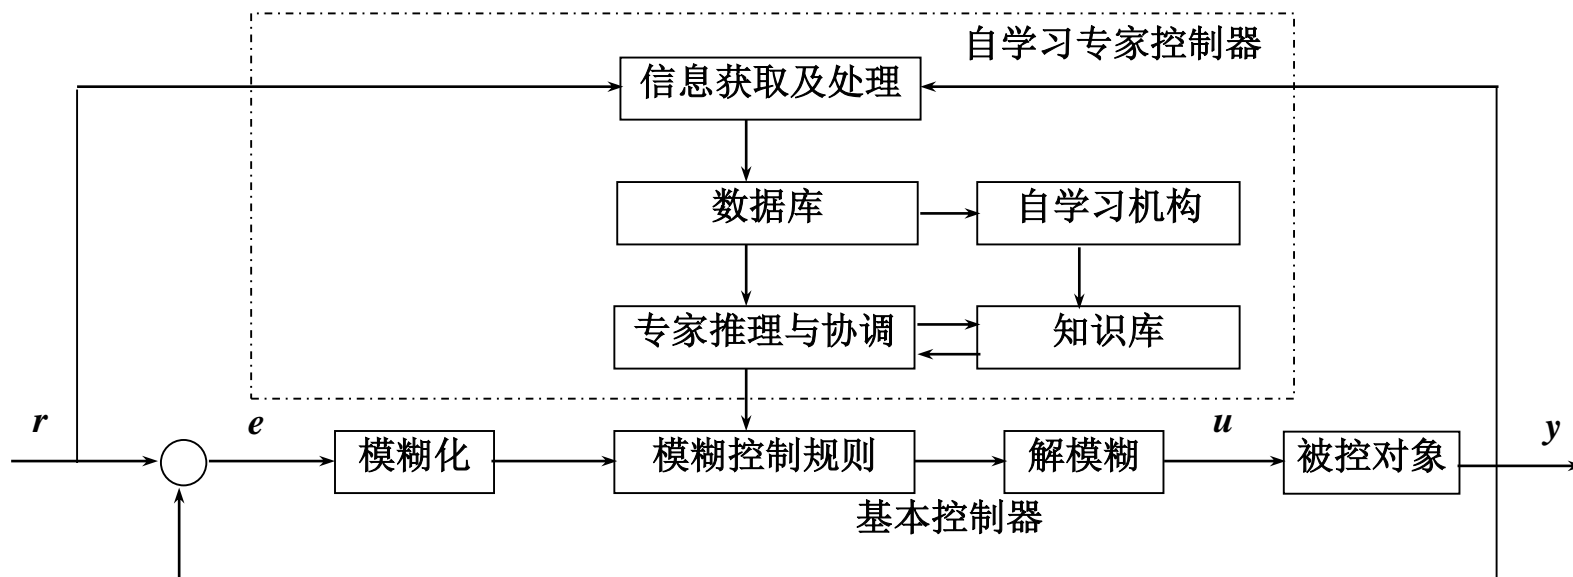 自学习专家控制器
信息获取及处理
数据库
自学习机构
专家推理与协调
知识库
r
e
u
y
模糊化
模糊控制规则
解模糊
被控对象
基本控制器